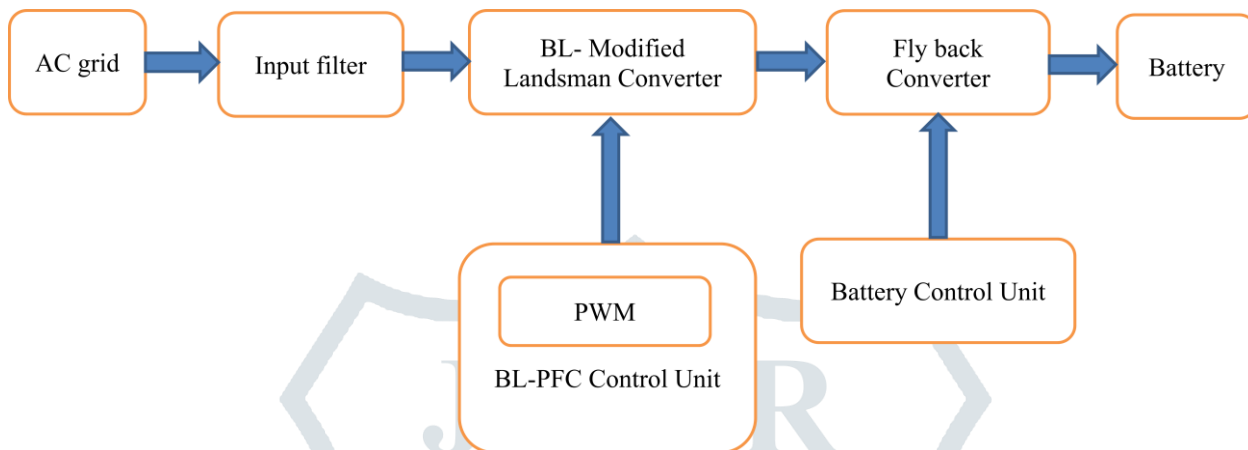 AC grid
Input filter
BL- Modified
Landsman Converter
Fly back
Converter
Battery
PWM
BL-PFC Control Unit
Battery Control Unit
J
R